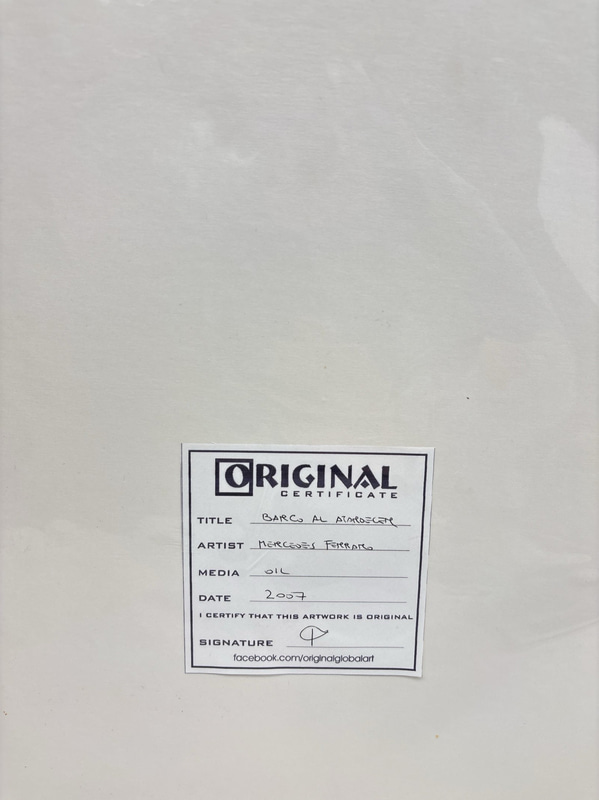 ORIGINAL
CERTIFICATE
TITLE BARCO AL ATARDECER
ARTIST MERCEDES FERRARO
MEDIA OIL
DATE 2007
I CERTIFY THAT THIS ARTWORK IS ORIGINAL
SIGNATURE
facebook.com/originalglobalart